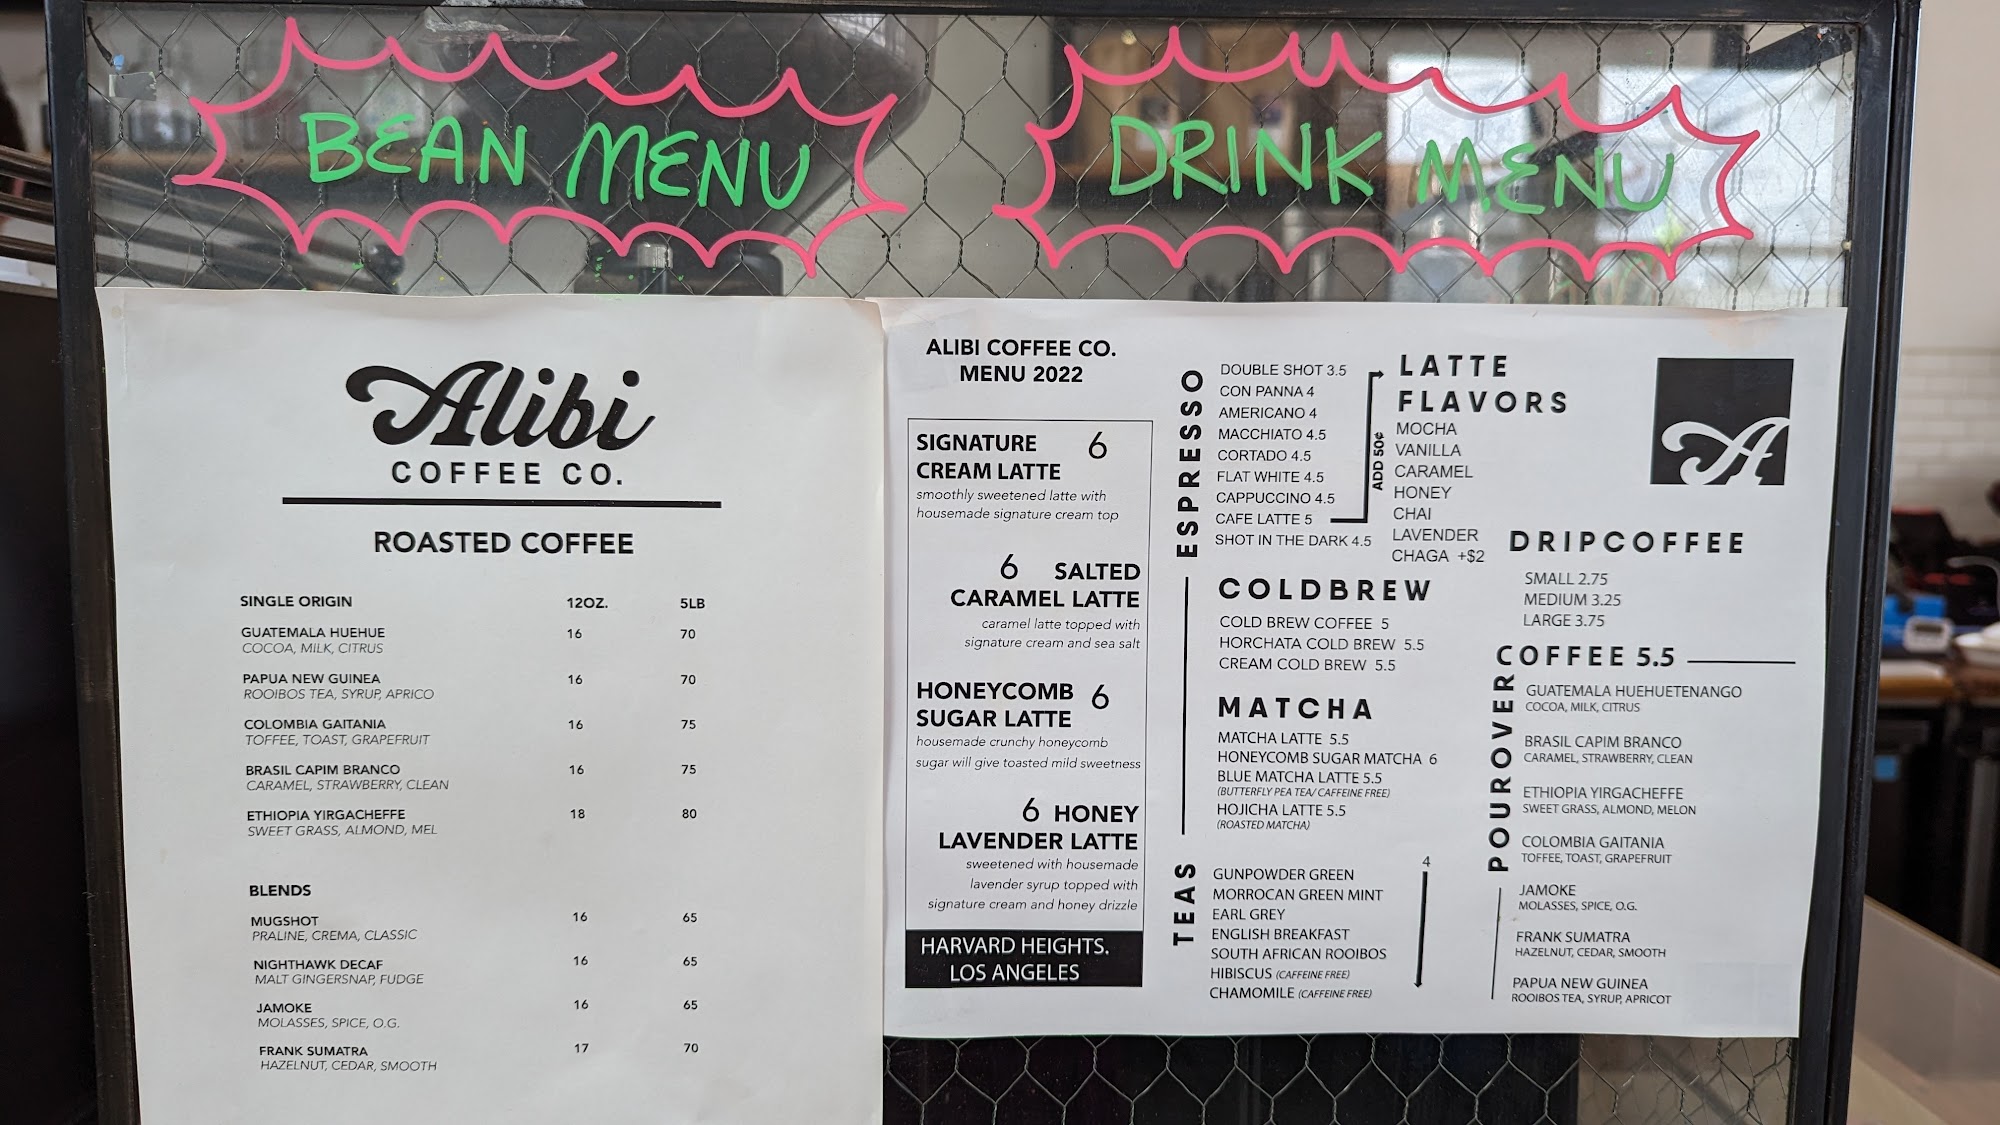 BEAN MENU
DRINK MENU
Alibi
COFFEE CO.
ROASTED COFFEE
SINGLE ORIGIN 12OZ. 5LB
GUATEMALA HUEHUE 16 70
COCOA, MILK, CITRUS
PAPUA NEW GUINEA 16 70
ROOIBOS TEA, SYRUP, APRICO
COLOMBIA GAITANIA 16 75
TOFFEE, TOAST, GRAPEFRUIT
BRASIL CAPIM BRANCO 16 75
CARAMEL, STRAWBERRY, CLEAN
ETHIOPIA YIRGACHEFFE 18 80
SWEET GRASS, ALMOND, MEL
BLENDS
MUGSHOT 16 65
PRALINE, CREMA, CLASSIC
NIGHTHAWK DECAF 16 65
MALT GINGERSNAP, FUDGE
JAMOKE 16 65
MOLASSES, SPICE, O.G.
FRANK SUMATRA 17 70
HAZELNUT, CEDAR, SMOOTH
ALIBI COFFEE CO.
MENU 2022
SIGNATURE 6
CREAM LATTE
smoothly sweetened latte with
housemade signature cream top
6 SALTED
CARAMEL LATTE
caramel latte topped with
signature cream and sea salt
HONEYCOMB 6
SUGAR LATTE
housemade crunchy honeycomb
sugar will give toasted mild sweetness
6 HONEY
LAVENDER LATTE
sweetened with housemade
lavender syrup topped with
signature cream and honey drizzle
HARVARD HEIGHTS.
LOS ANGELES
ESPRESSO
DOUBLE SHOT 3.5
CON PANNA 4
AMERICANO 4
MACCHIATO 4.5
CORTADO 4.5
FLAT WHITE 4.5
CAPPUCCINO 4.5
CAFE LATTE 5
SHOT IN THE DARK 4.5
ADD 50¢
LATTE
FLAVORS
MOCHA
VANILLA
CARAMEL
HONEY
CHAI
LAVENDER
CHAGA +$2
COLDBREW
COLD BREW COFFEE 5
HORCHATA COLD BREW 5.5
CREAM COLD BREW 5.5
MATCHA
MATCHA LATTE 5.5
HONEYCOMB SUGAR MATCHA 6
BLUE MATCHA LATTE 5.5
(BUTTERFLY PEA TEA/ CAFFEINE FREE)
HOJICHA LATTE 5.5
(ROASTED MATCHA)
TEAS
4
GUNPOWDER GREEN
MORROCAN GREEN MINT
EARL GREY
ENGLISH BREAKFAST
SOUTH AFRICAN ROOIBOS
HIBISCUS (CAFFEINE FREE)
CHAMOMILE (CAFFEINE FREE)
A
DRIPCOFFEE
SMALL 2.75
MEDIUM 3.25
LARGE 3.75
COFFEE 5.5
POUROVER
GUATEMALA HUEHUETENANGO
COCOA, MILK, CITRUS
BRASIL CAPIM BRANCO
CARAMEL, STRAWBERRY, CLEAN
ETHIOPIA YIRGACHEFFE
SWEET GRASS, ALMOND, MELON
COLOMBIA GAITANIA
TOFFEE, TOAST, GRAPEFRUIT
JAMOKE
MOLASSES, SPICE, O.G.
FRANK SUMATRA
HAZELNUT, CEDAR, SMOOTH
PAPUA NEW GUINEA
ROOIBOS TEA, SYRUP, APRICOT